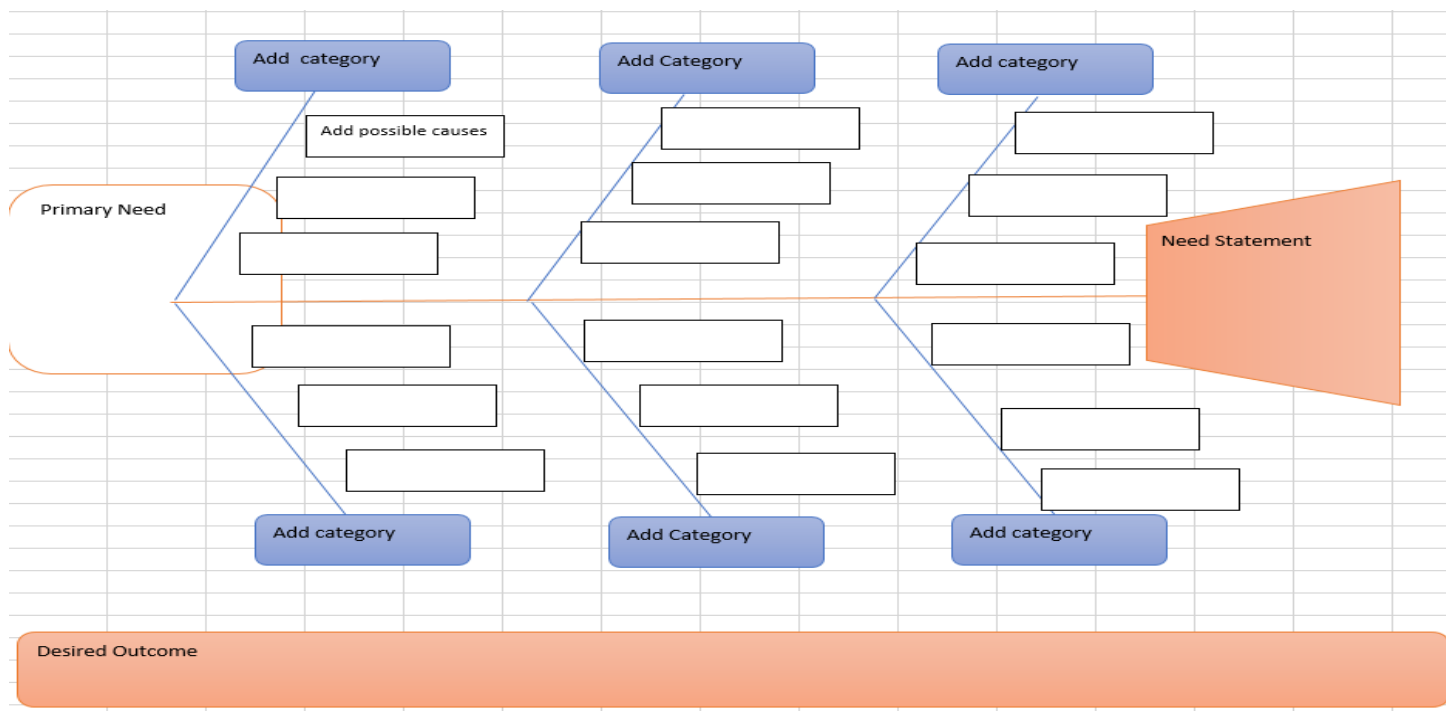 Add  category
Add Category
Add category
Add possible causes
Primary Need
Need Statement
Add category
Add Category
Add category
Desired Outcome